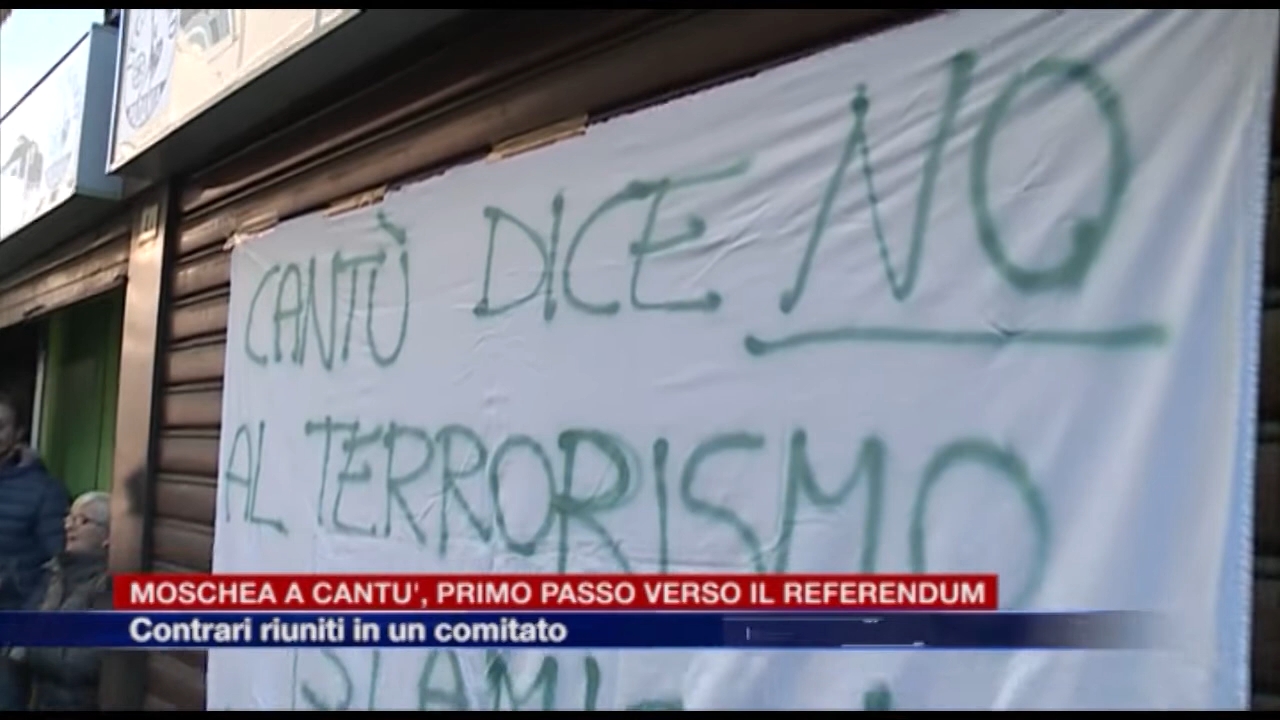 CANTÙ DICE NO
AL TERRORISMO
MOSCHEA A CANTU', PRIMO PASSO VERSO IL REFERENDUM
Contrari riuniti in un comitato